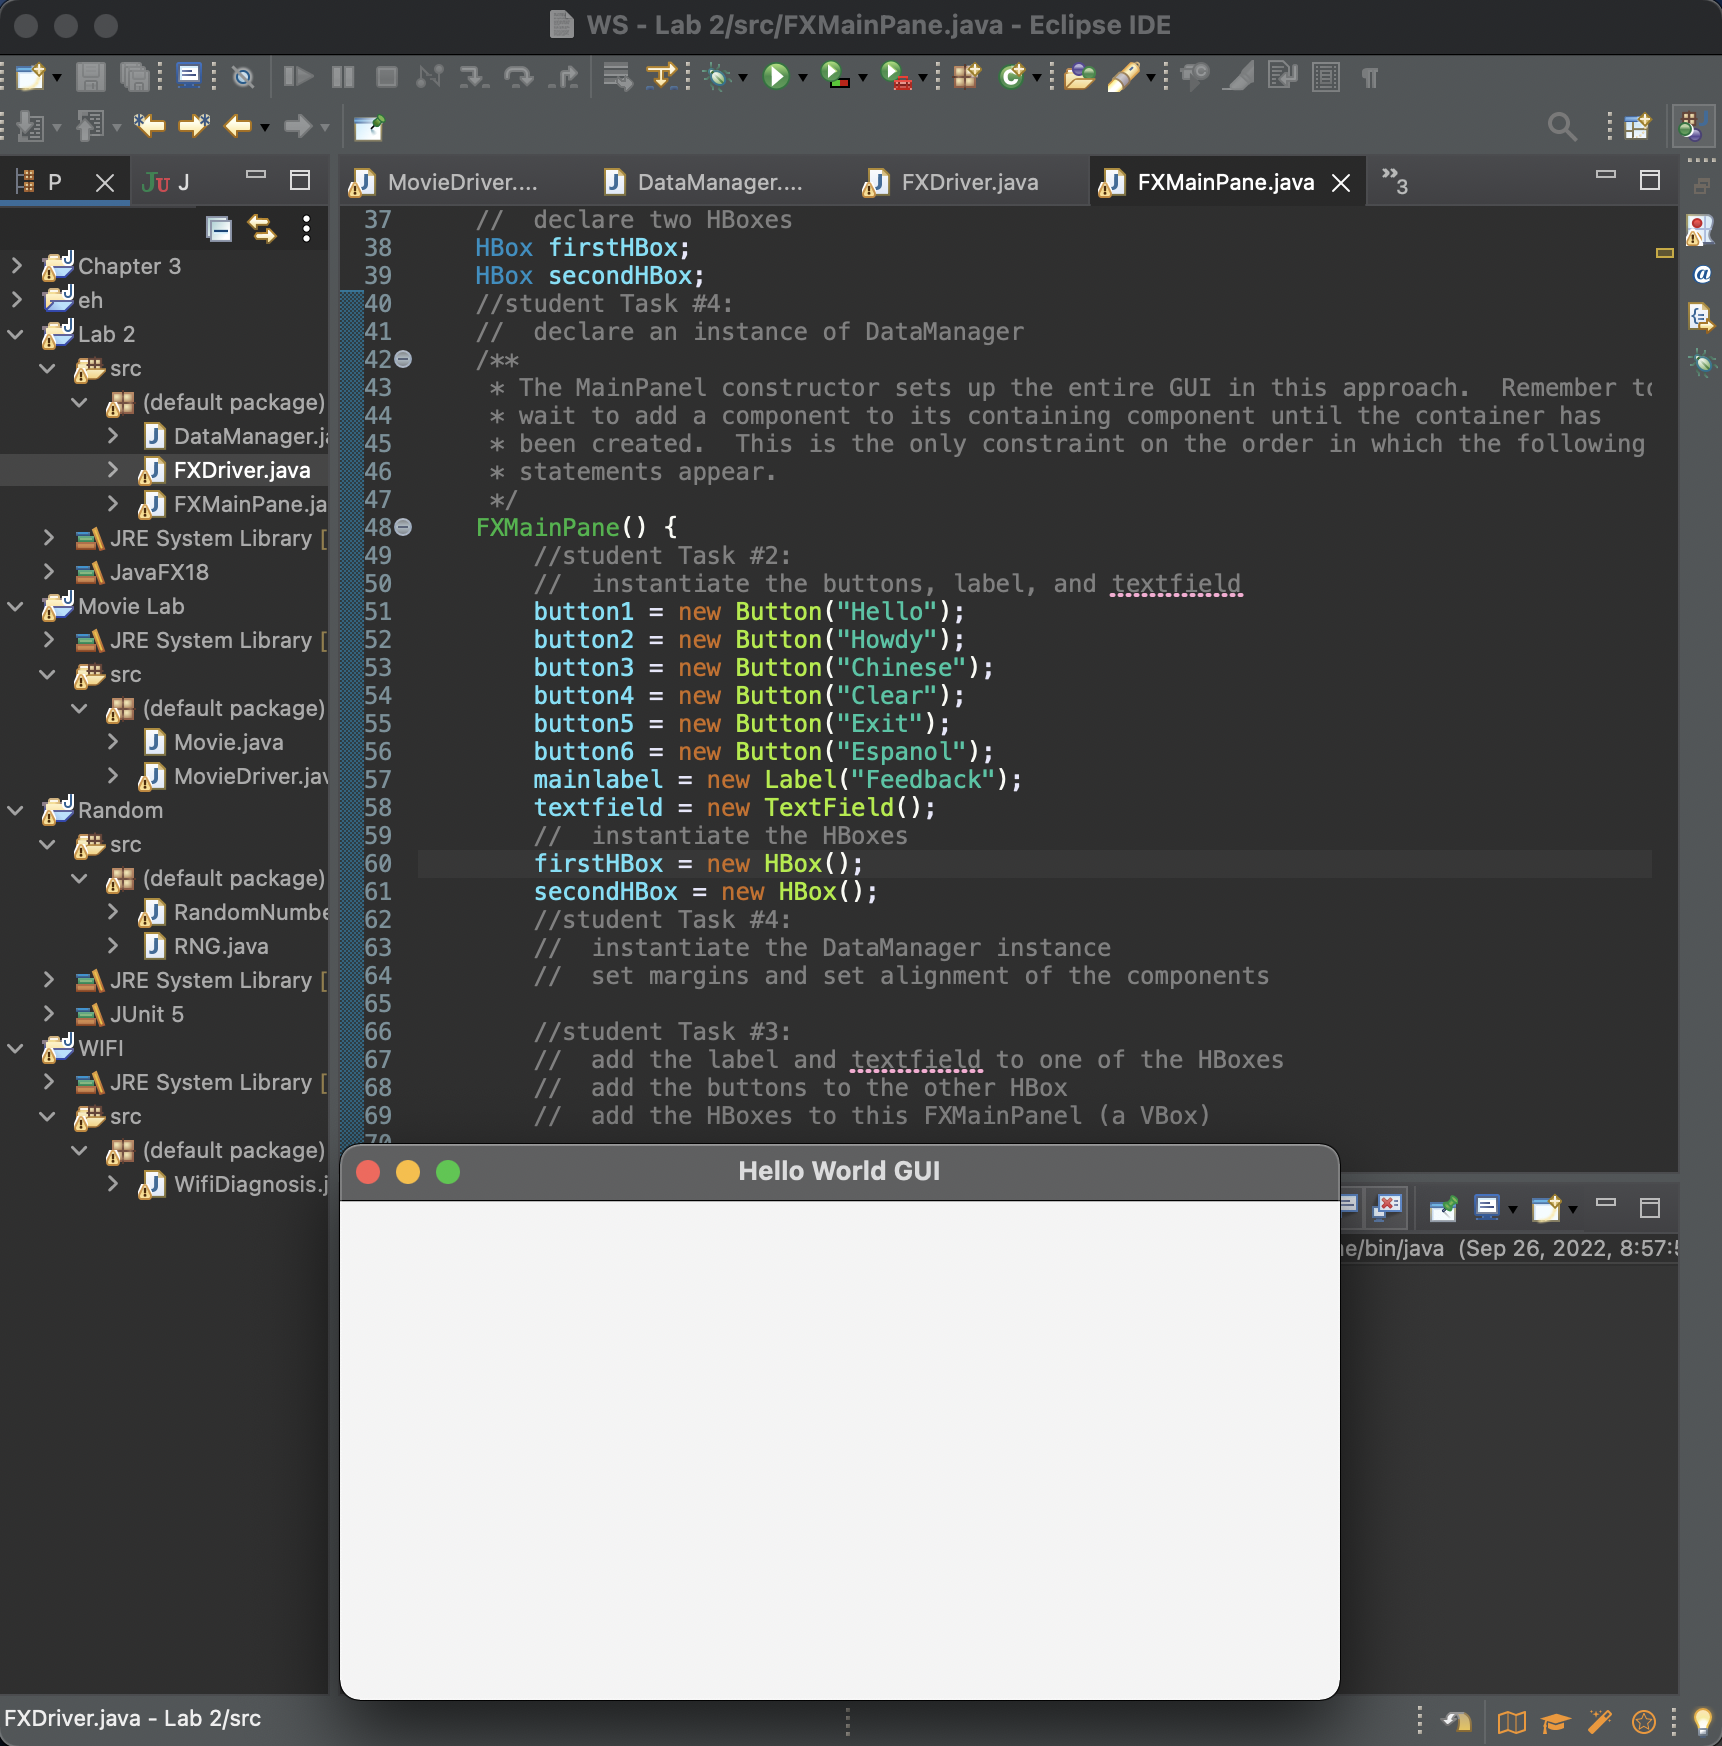 WS - Lab 2/src/FXMainPane.java - Eclipse IDE
P
JU J
MovieDriver....
DataManager....
FXDriver.java
FXMainPane.java
»3
Chapter 3
eh
Lab 2
src
(default package)
DataManager.ja
FXDriver.java
FXMainPane.ja
JRE System Library [
JavaFX18
Movie Lab
JRE System Library [
src
(default package)
Movie.java
MovieDriver.jav
Random
src
(default package)
RandomNumbe
RNG.java
JRE System Library [
JUnit 5
WIFI
JRE System Library [
src
(default package)
WifiDiagnosis.j
37 // declare two HBoxes
38 HBox firstHBox;
39 HBox secondHBox;
40 //student Task #4:
41 // declare an instance of DataManager
42 /**
43 * The MainPanel constructor sets up the entire GUI in this approach. Remember to
44 * wait to add a component to its containing component until the container has
45 * been created. This is the only constraint on the order in which the following
46 * statements appear.
47 */
48 FXMainPane() {
49 //student Task #2:
50 // instantiate the buttons, label, and textfield
51 button1 = new Button("Hello");
52 button2 = new Button("Howdy");
53 button3 = new Button("Chinese");
54 button4 = new Button("Clear");
55 button5 = new Button("Exit");
56 button6 = new Button("Espanol");
57 mainlabel = new Label("Feedback");
58 textfield = new TextField();
59 // instantiate the HBoxes
60 firstHBox = new HBox();
61 secondHBox = new HBox();
62 //student Task #4:
63 // instantiate the DataManager instance
64 // set margins and set alignment of the components
65
66 //student Task #3:
67 // add the label and textfield to one of the HBoxes
68 // add the buttons to the other HBox
69 // add the HBoxes to this FXMainPanel (a VBox)
70
Hello World GUI
ne/bin/java (Sep 26, 2022, 8:57:5
FXDriver.java - Lab 2/src